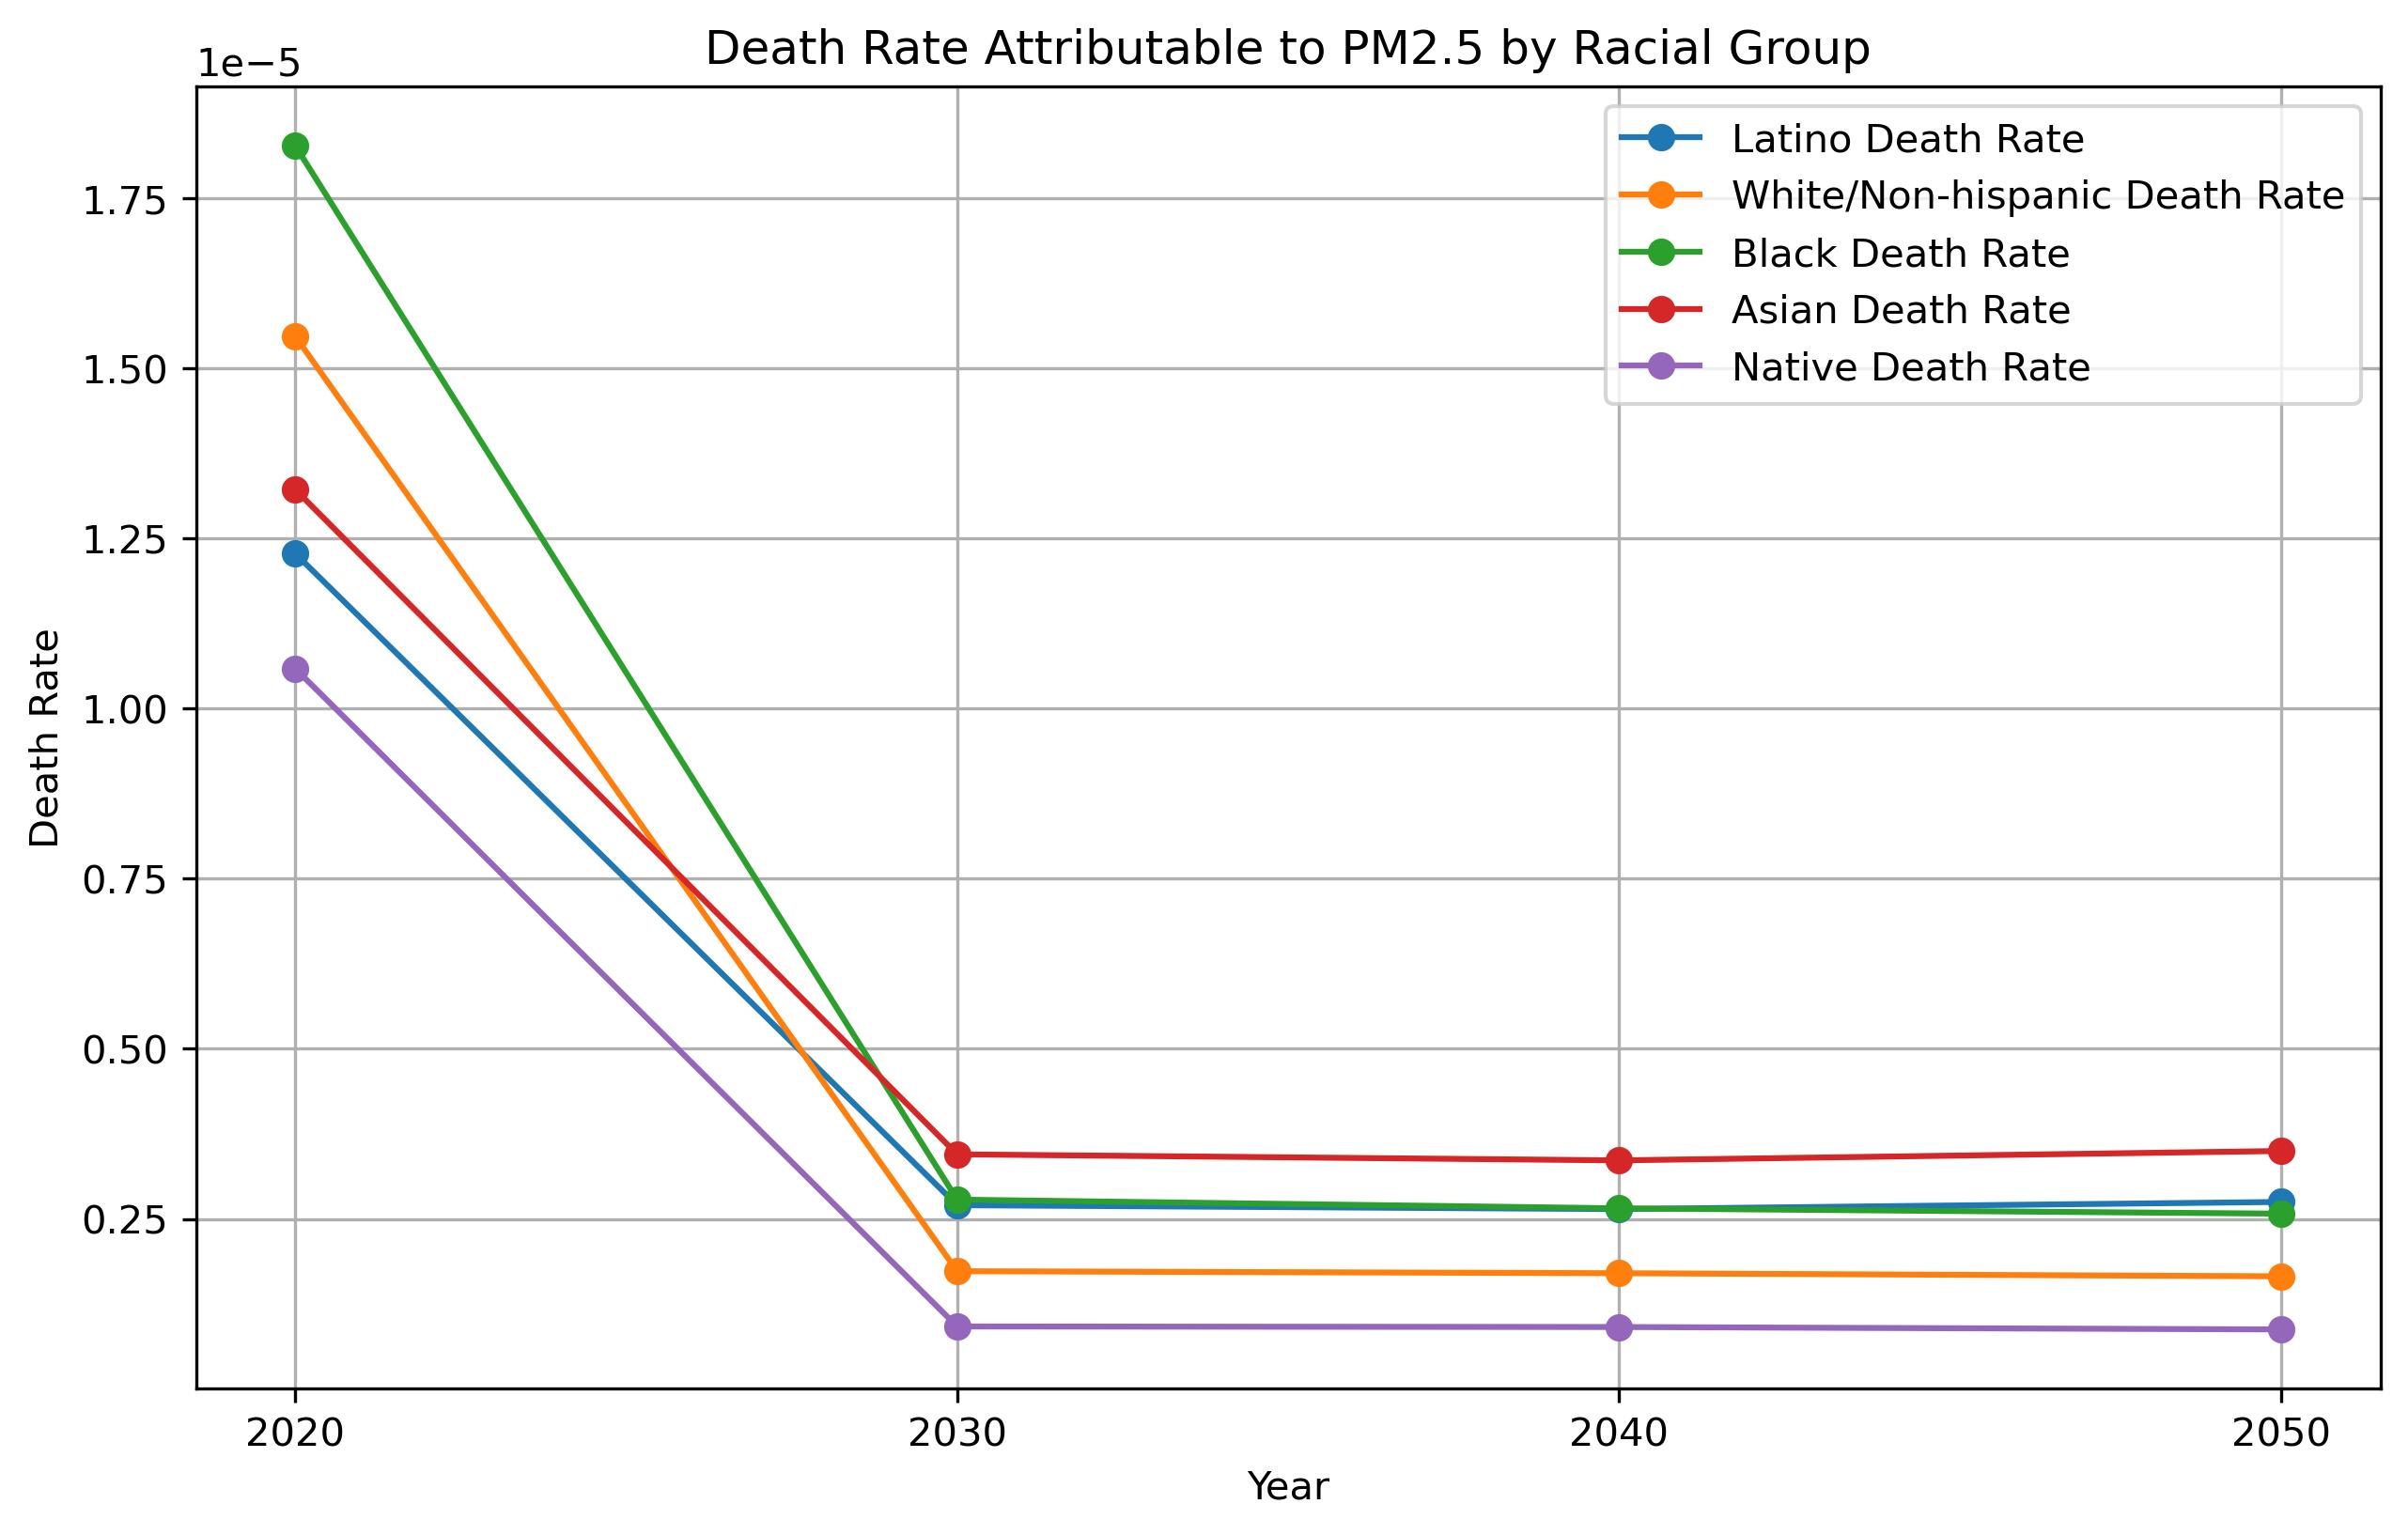 Death Rate Attributable to PM2.5 by Racial Group
1e−5
Latino Death Rate
White/Non-hispanic Death Rate
Black Death Rate
Asian Death Rate
Native Death Rate
1.75
1.50
1.25
1.00
0.75
0.50
0.25
Death Rate
2020 2030 2040 2050
Year